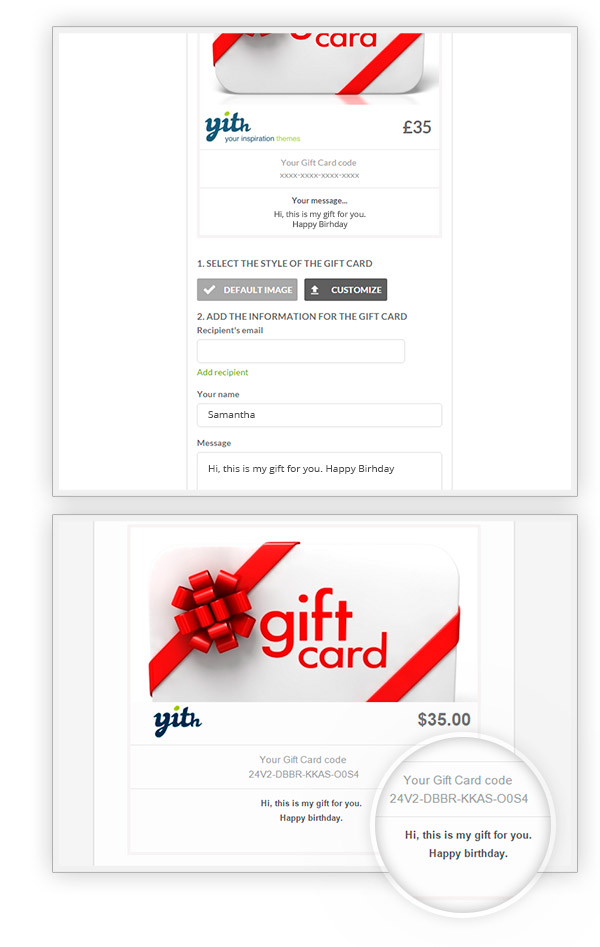 card
yith
£35
your inspiration themes
Your Gift Card code
xxxx-xxxx-xxxx-xxxx
Your message...
Hi, this is my gift for you.
Happy Birhday
1. SELECT THE STYLE OF THE GIFT CARD
DEFAULT IMAGE
CUSTOMIZE
2. ADD THE INFORMATION FOR THE GIFT CARD
Recipient's email
Add recipient
Your name
Samantha
Message
Hi, this is my gift for you. Happy Birhday
gift
card
yith
$35.00
Your Gift Card code
24V2-DBBR-KKAS-O0S4
Hi, this is my gift for you.
Happy birthday.
Your Gift Card code
24V2-DBBR-KKAS-O0S4
Hi, this is my gift for you.
Happy birthday.